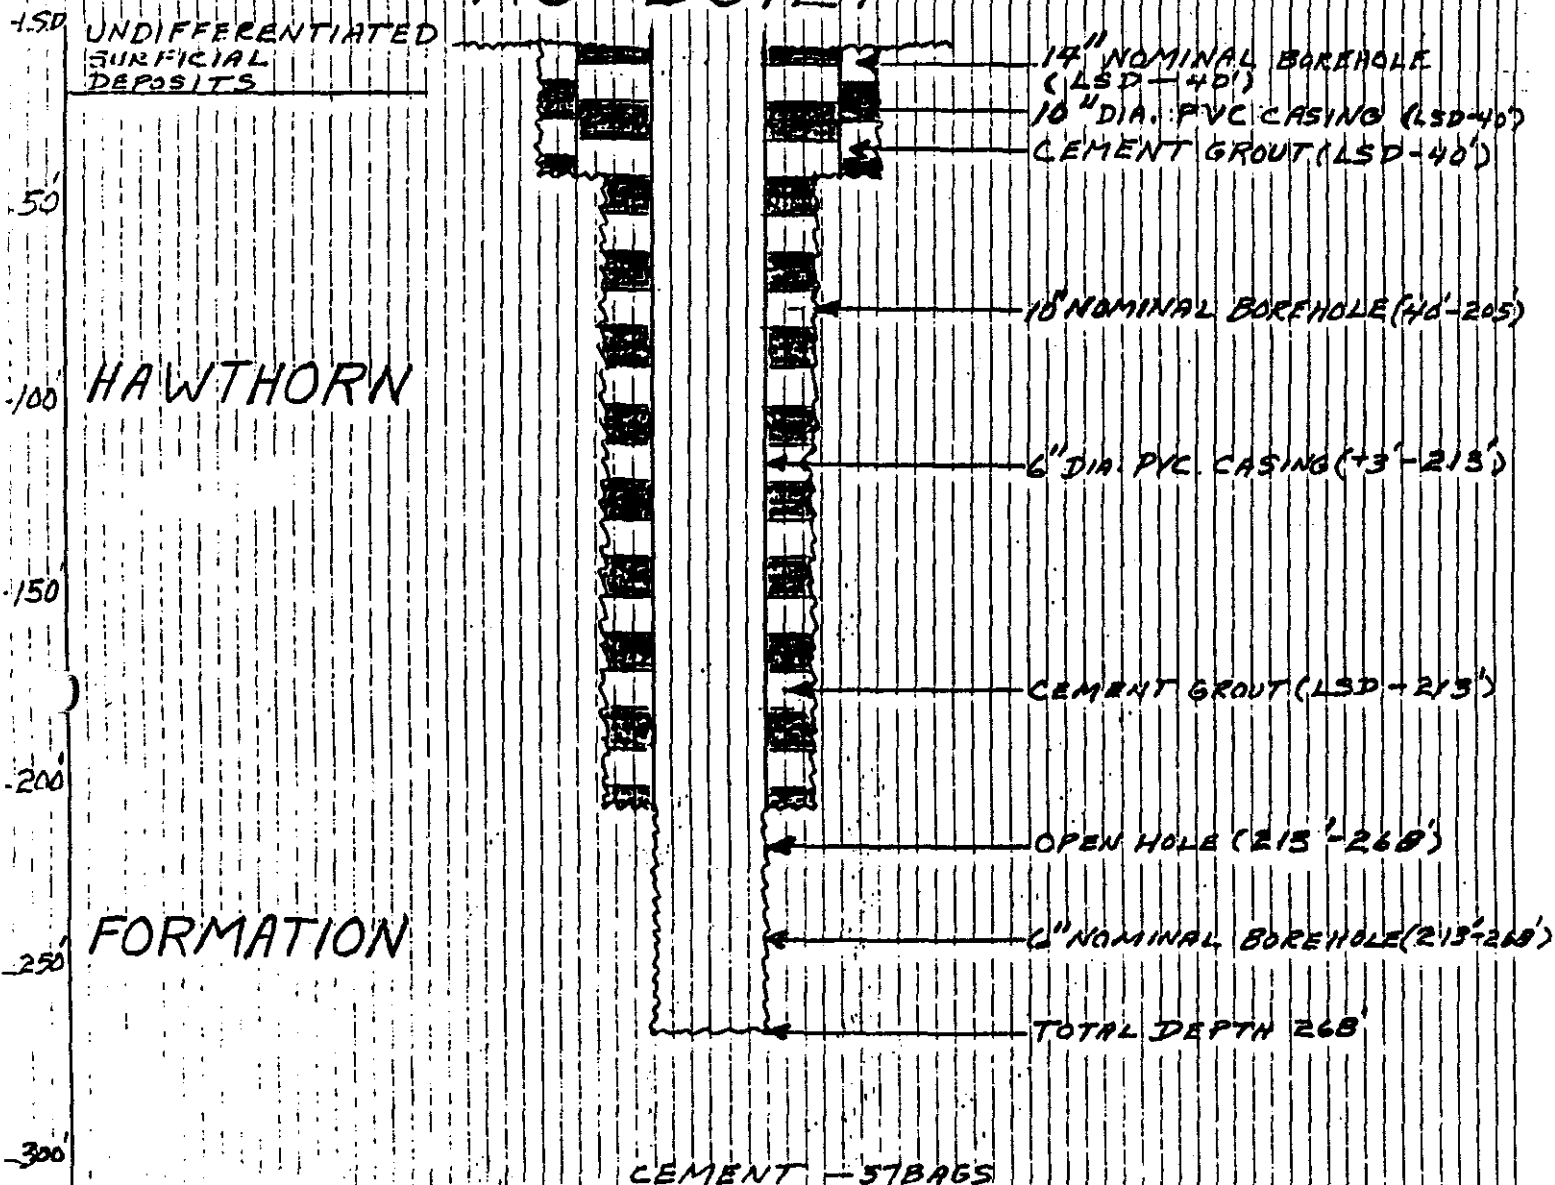 LSD
UNDIFFERENTIATED
SURFICIAL
DEPOSITS
14" NOMINAL BOREHOLE
(LSD-40')
10" DIA. PVC CASING (LSD-40')
CEMENT GROUT (LSD-40')
-50'
10" NOMINAL BOREHOLE (40'-205')
-100'
HAWTHORN
6" DIA. PVC CASING (+3'-213')
-150'
CEMENT GROUT (LSD-213')
-200'
OPEN HOLE (213'-268')
FORMATION
6" NOMINAL BOREHOLE (213'-268')
-250'
TOTAL DEPTH 268'
-300'
CEMENT - 57 BAGS